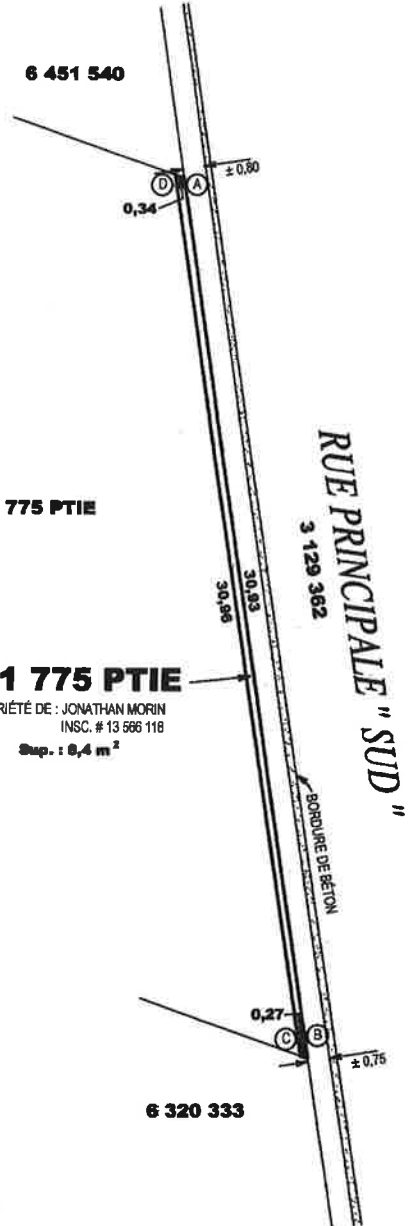 6 451 540
± 0,80
D
A
0,34
RUE PRINCIPALE " SUD "
3 129 362
775 PTIE
30,93
30,96
1 775 PTIE
RIÉTÉ DE : JONATHAN MORIN
INSC. # 13 566 118
Sup. : 8,4 m²
BORDURE DE BÉTON
0,27
C
B
± 0,75
6 320 333